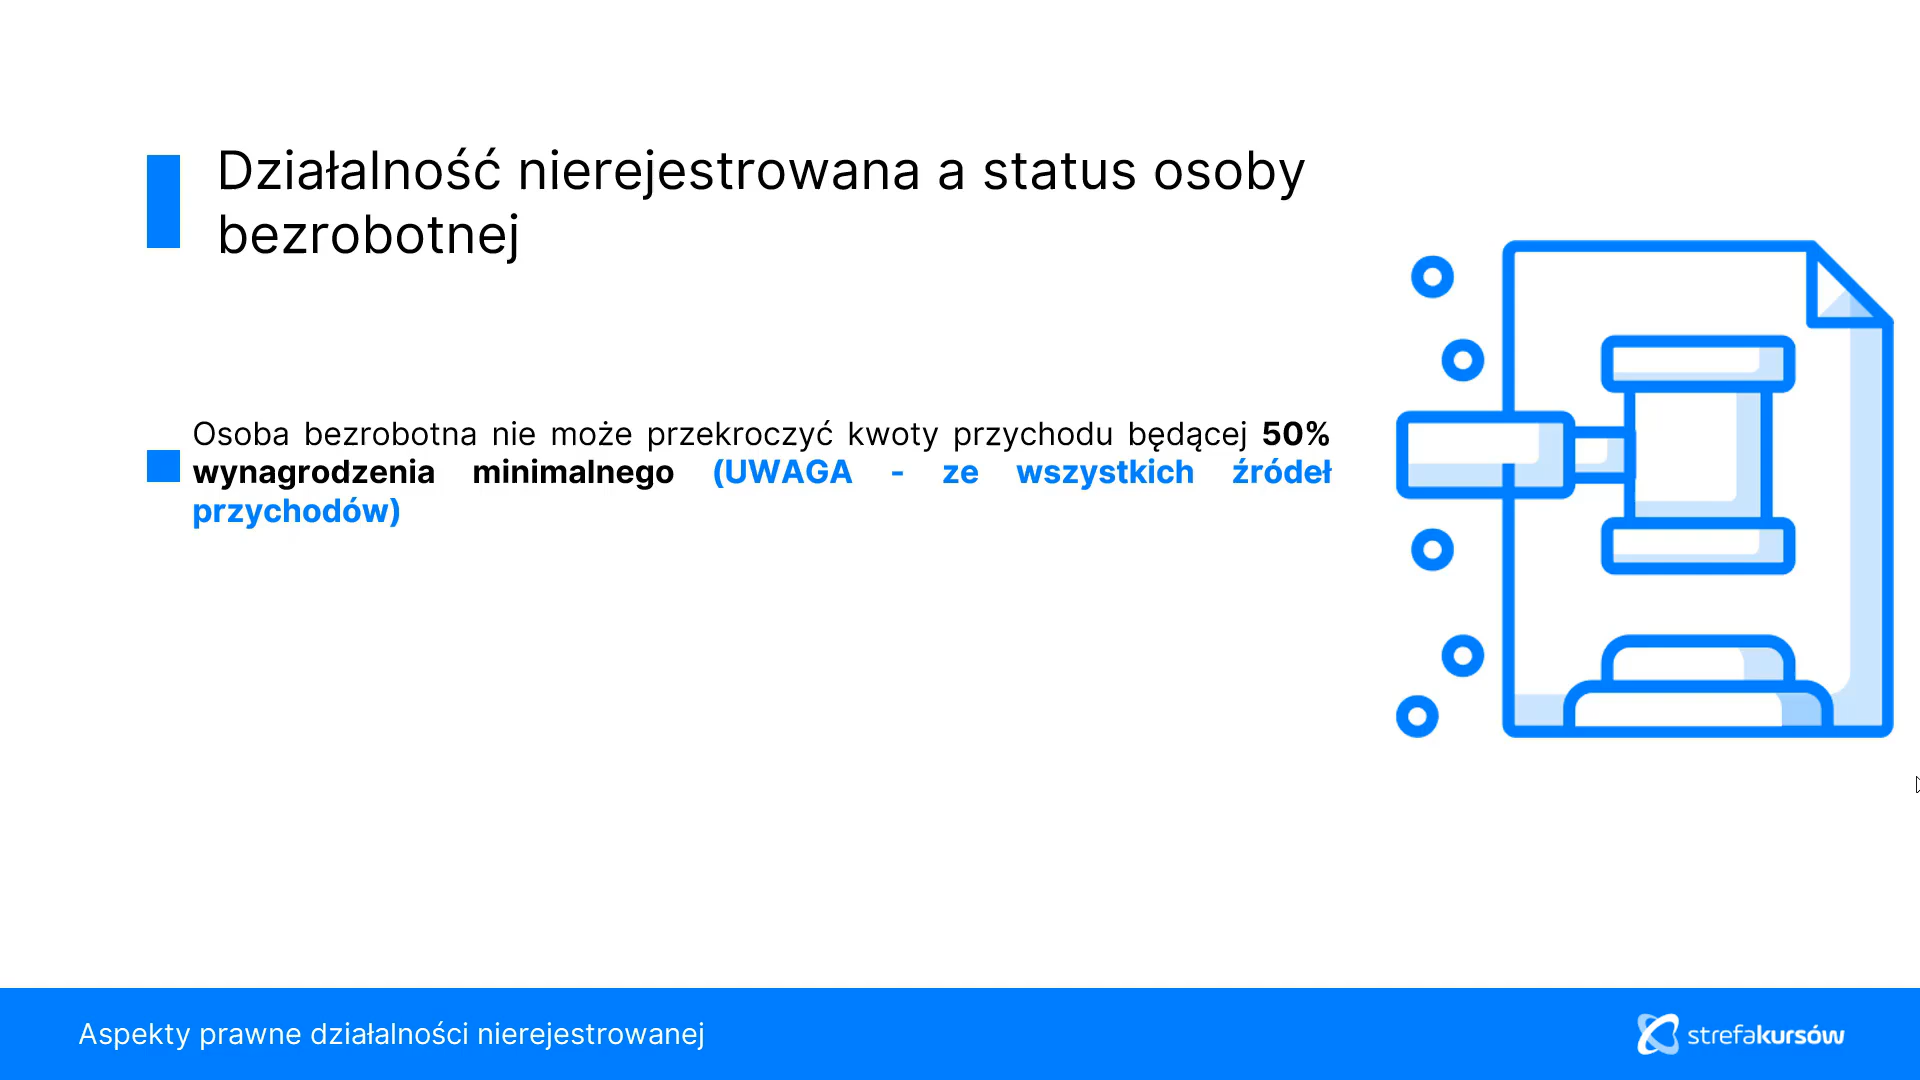 Działalność nierejestrowana a status osoby
bezrobotnej
Osoba bezrobotna nie może przekroczyć kwoty przychodu będącej 50%
wynagrodzenia minimalnego (UWAGA - ze wszystkich źródeł
przychodów)
Aspekty prawne działalności nierejestrowanej
strefakursów